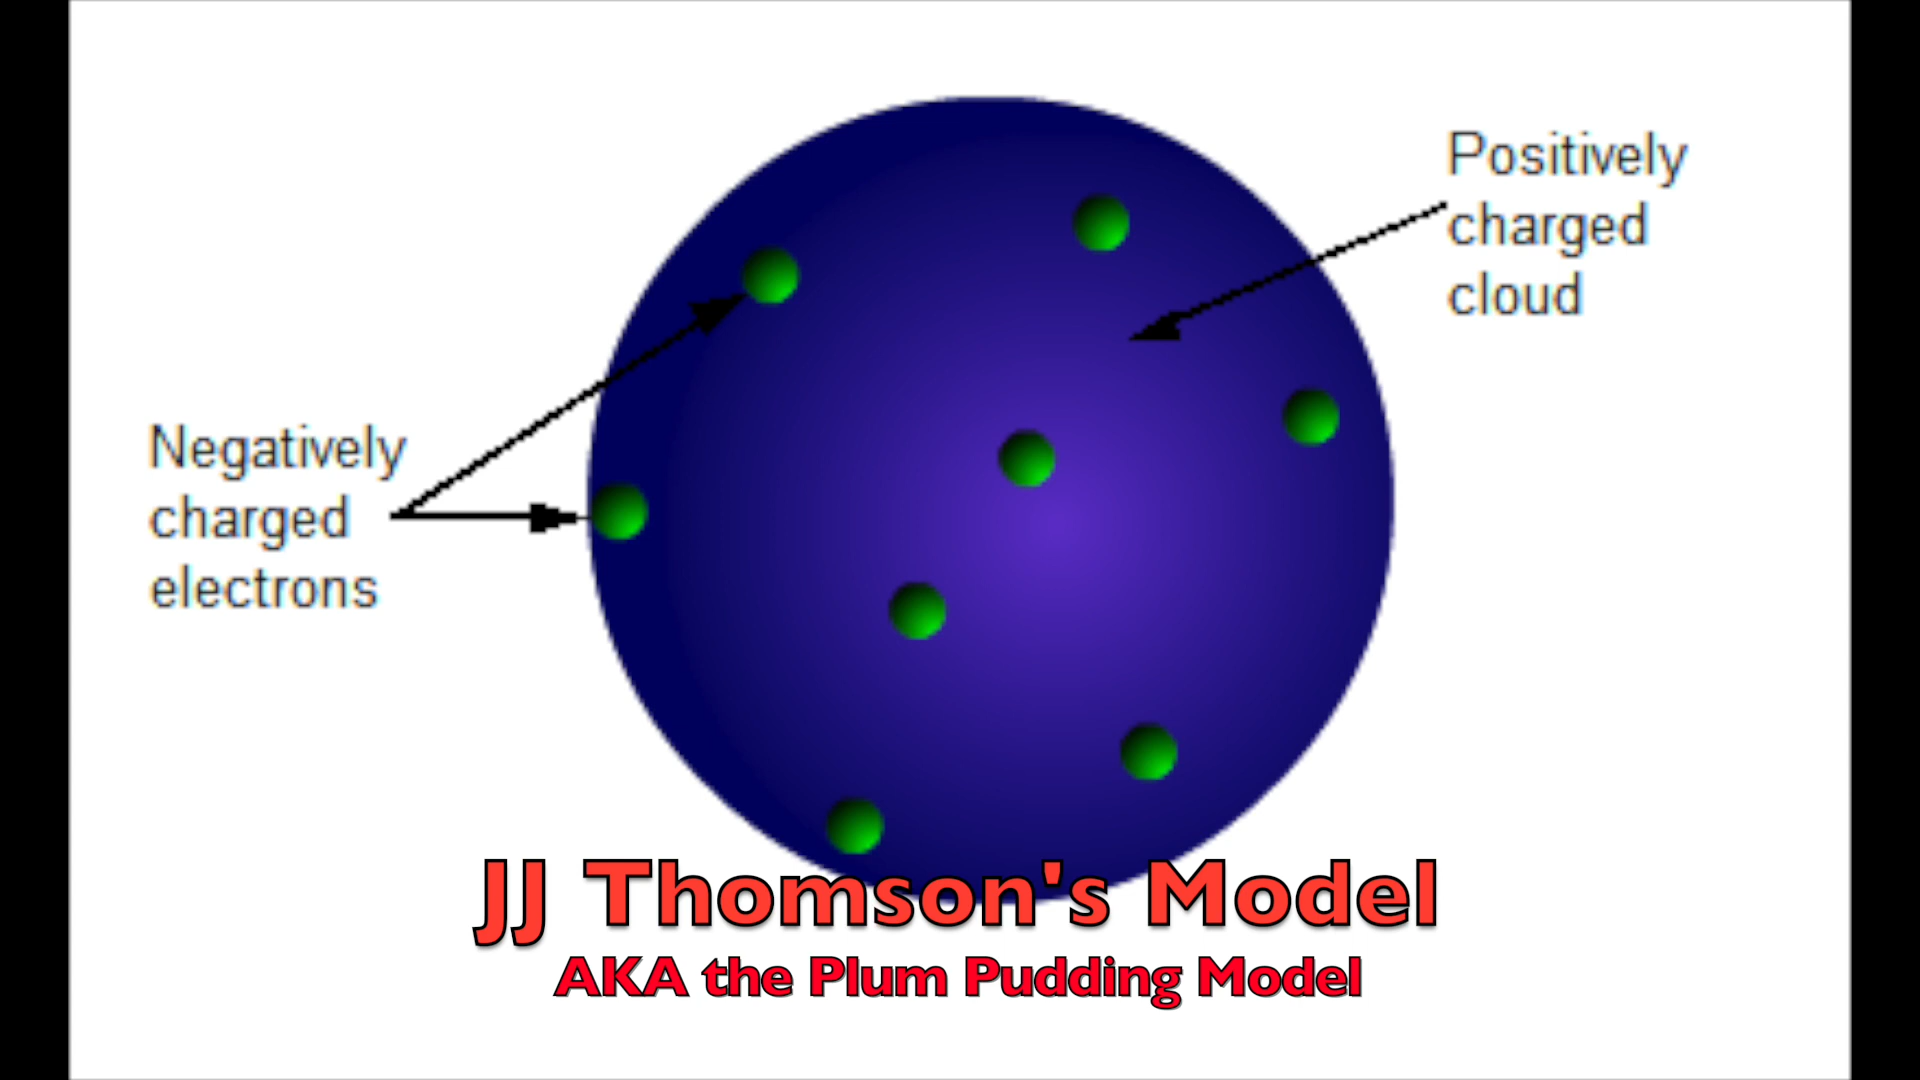 Positively
charged
cloud
Negatively
charged
electrons
JJ Thomson's Model
AKA the Plum Pudding Model